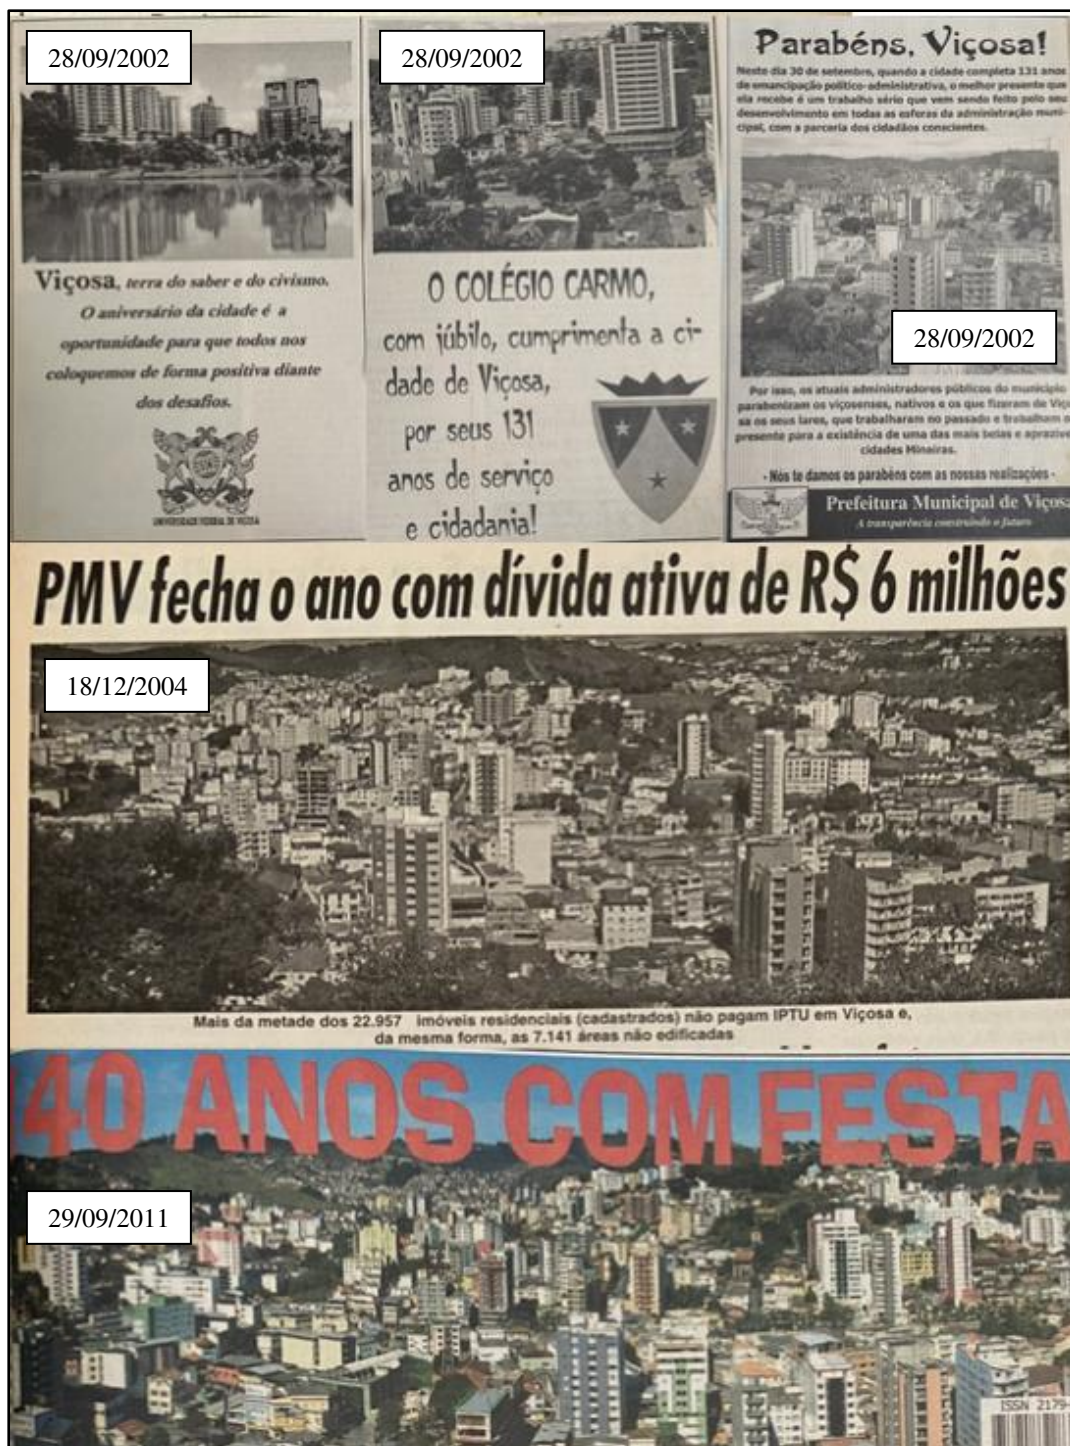 28/09/2002
Viçosa, terra do saber e do civismo.
O aniversário da cidade é a
oportunidade para que todos nos
coloquemos de forma positiva diante
dos desafios.
UNIVERSIDADE FEDERAL DE VIÇOSA
28/09/2002
O COLÉGIO CARMO,
com júbilo, cumprimenta a ci-
dade de Viçosa,
por seus 131
anos de serviço
e cidadania!
Parabéns, Viçosa!
Neste dia 30 de setembro, quando a cidade completa 131 anos
de emancipação político-administrativa, o melhor presente que
ela recebe é um trabalho sério que vem sendo feito pelo seu
desenvolvimento em todas as esferas da administração muni-
cipal, com a parceria dos cidadãos conscientes.
28/09/2002
Por isso, os atuais administradores públicos do município
parabenizam os viçosenses, nativos e os que fizeram de Viço
sa os seus lares, que trabalharam no passado e trabalham n
presente para a existência de uma das mais belas e aprazíve
cidades Mineiras.
- Nós te damos os parabéns com as nossas realizações -
Prefeitura Municipal de Viçosa
A transparência construindo o futuro
PMV fecha o ano com dívida ativa de R$ 6 milhões
18/12/2004
Mais da metade dos 22.957 imóveis residenciais (cadastrados) não pagam IPTU em Viçosa e,
da mesma forma, as 7.141 áreas não edificadas
40 ANOS COM FESTA
29/09/2011
ISSN 2179-